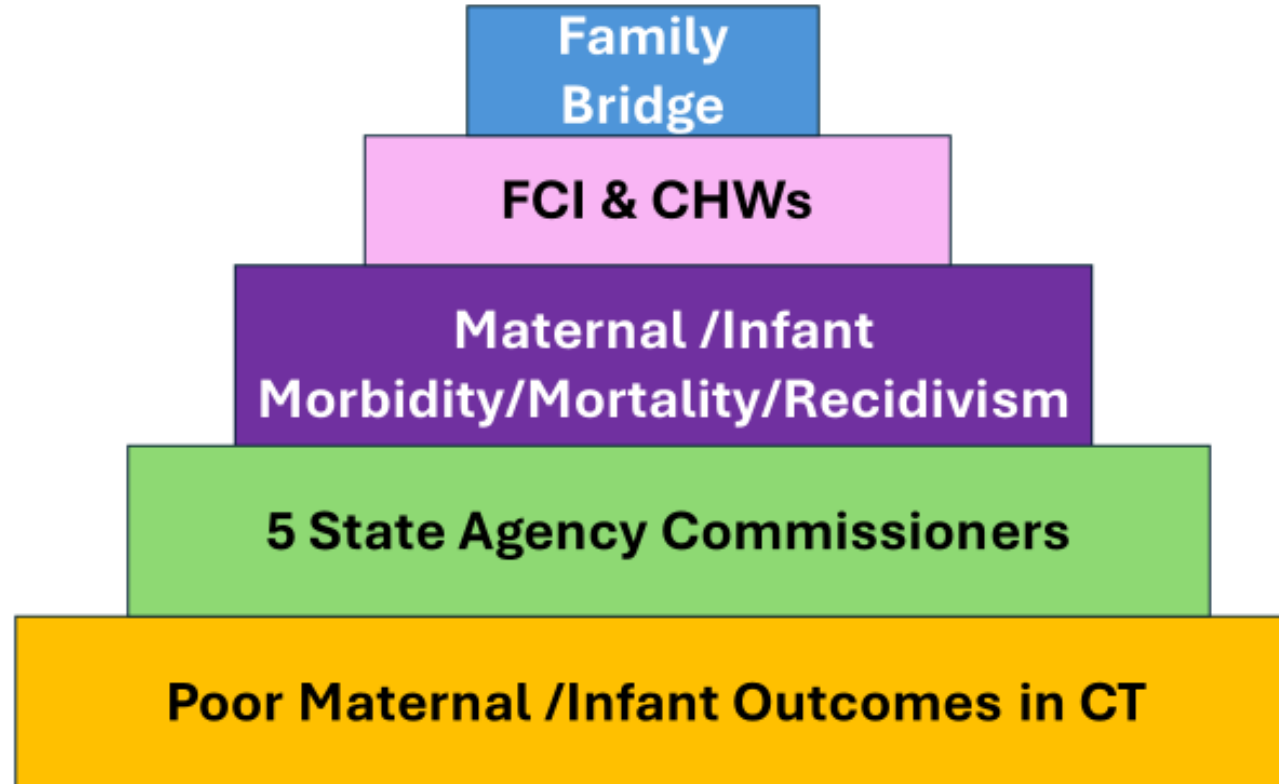 Family
Bridge
FCI & CHWs
Maternal /Infant
Morbidity/Mortality/Recidivism
5 State Agency Commissioners
Poor Maternal /Infant Outcomes in CT